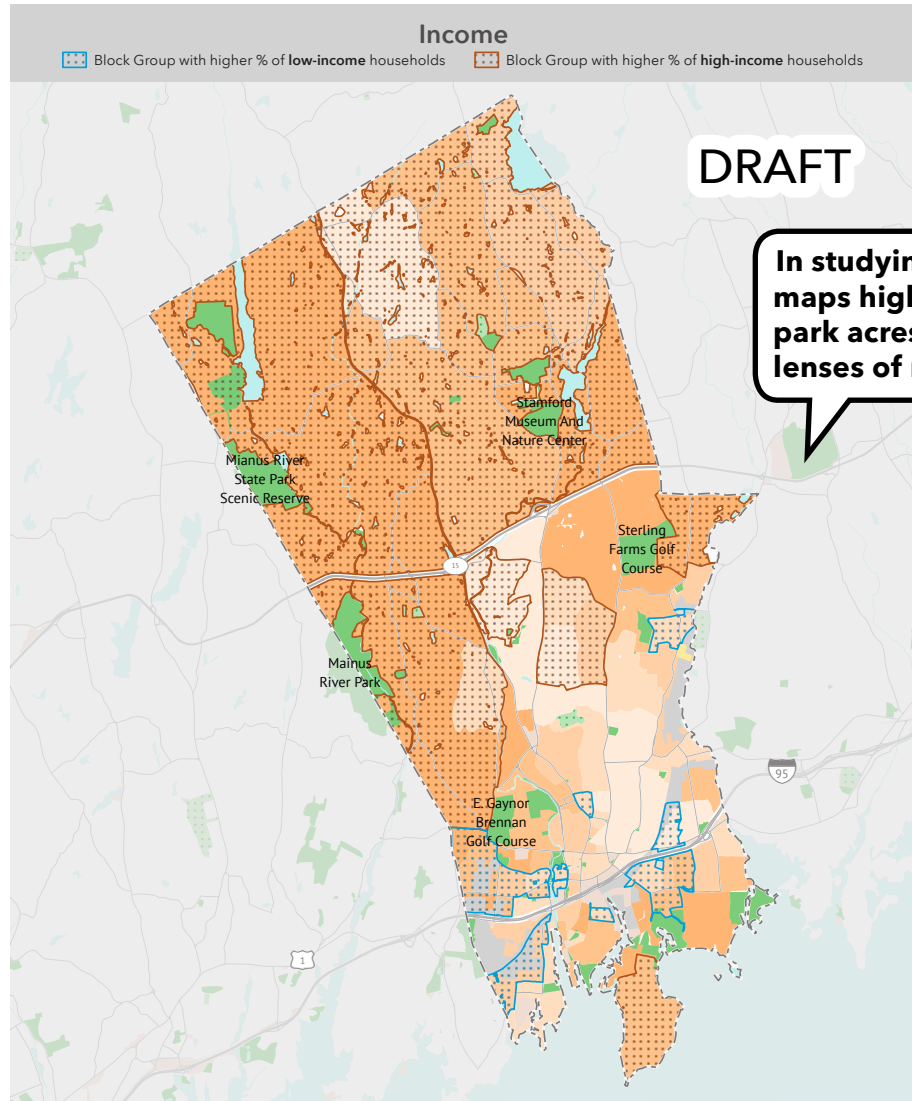 Income
Block Group with higher % of low-income households
Block Group with higher % of high-income households
DRAFT
In studyin
maps high
park acres
lenses of
Stamford
Museum And
Nature Center
Mianus River
State Park
Scenic Reserve
Sterling
Farms Golf
Course
15
Mainus
River Park
95
E. Gaynor
Brennan
Golf Course
1